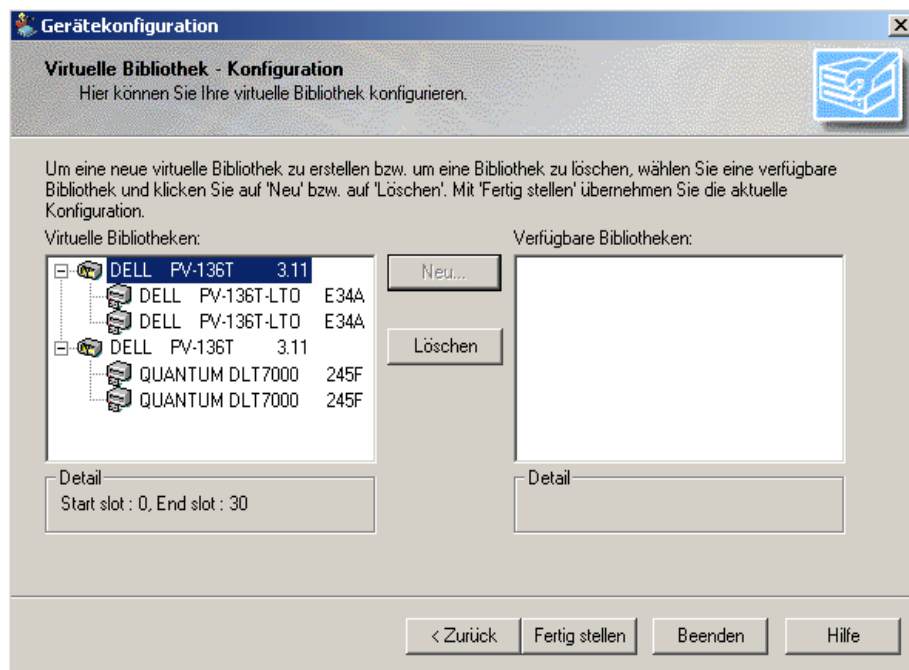 Gerätekonfiguration
Virtuelle Bibliothek - Konfiguration
Hier können Sie Ihre virtuelle Bibliothek konfigurieren.
Um eine neue virtuelle Bibliothek zu erstellen bzw. um eine Bibliothek zu löschen, wählen Sie eine verfügbare
Bibliothek und klicken Sie auf 'Neu' bzw. auf 'Löschen'. Mit 'Fertig stellen' übernehmen Sie die aktuelle
Konfiguration.
Virtuelle Bibliotheken:
DELL PV-136T 3.11
DELL PV-136T-LTO E34A
DELL PV-136T-LTO E34A
DELL PV-136T 3.11
QUANTUM DLT7000 245F
QUANTUM DLT7000 245F
Detail
Start slot : 0, End slot : 30
Neu...
Löschen
Verfügbare Bibliotheken:
Detail
< Zurück
Fertig stellen
Beenden
Hilfe